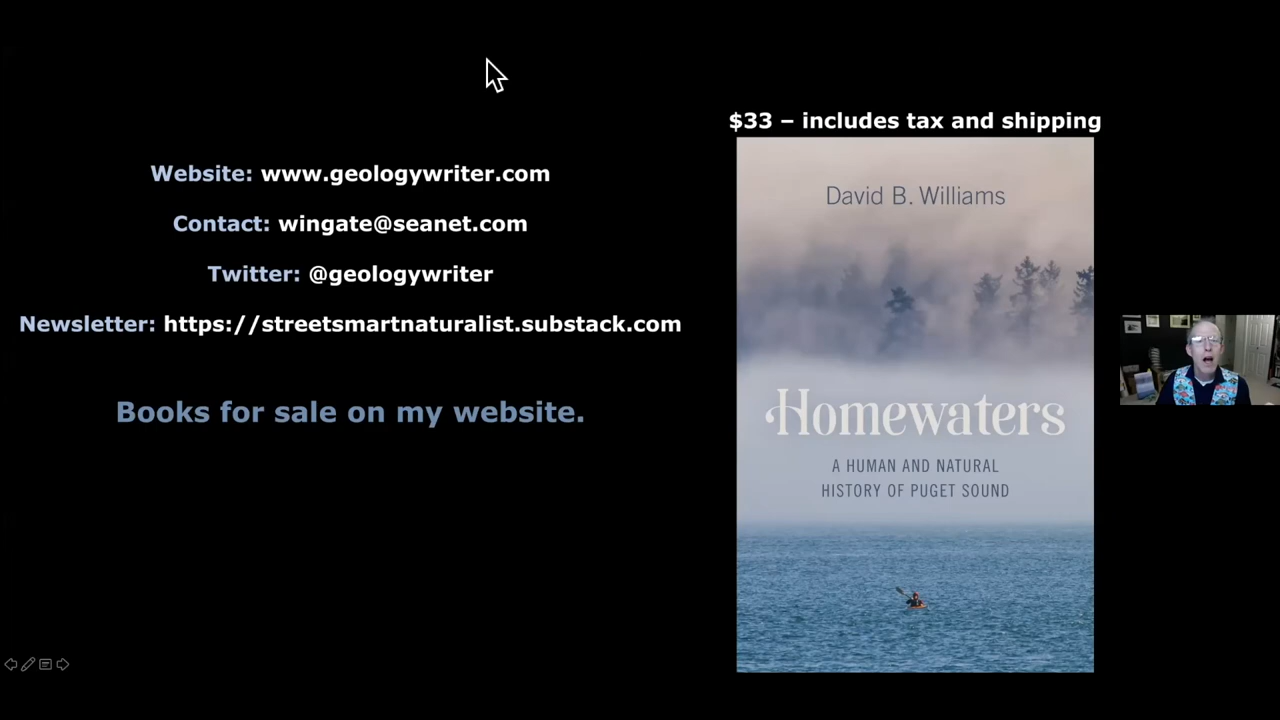 Website: www.geologywriter.com
Contact: wingate@seanet.com
Twitter: @geologywriter
Newsletter: https://streetsmartnaturalist.substack.com
Books for sale on my website.
$33 – includes tax and shipping
David B. Williams
Homewaters
A HUMAN AND NATURAL
HISTORY OF PUGET SOUND